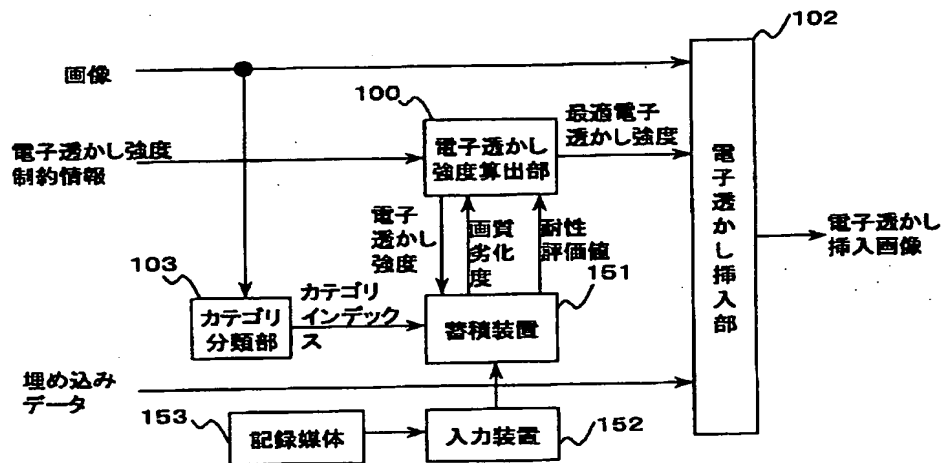 102
画像
100
最適電子
透かし強度
電子透かし強度
制約情報
電子透かし
強度算出部
電子透かし挿入部
電子透かし
挿入画像
電子
透かし
強度
画質
劣化
度
耐性
評価値
151
103
カテゴリ
インデック
ス
カテゴリ
分類部
蓄積装置
埋め込み
データ
153
記録媒体
入力装置
152